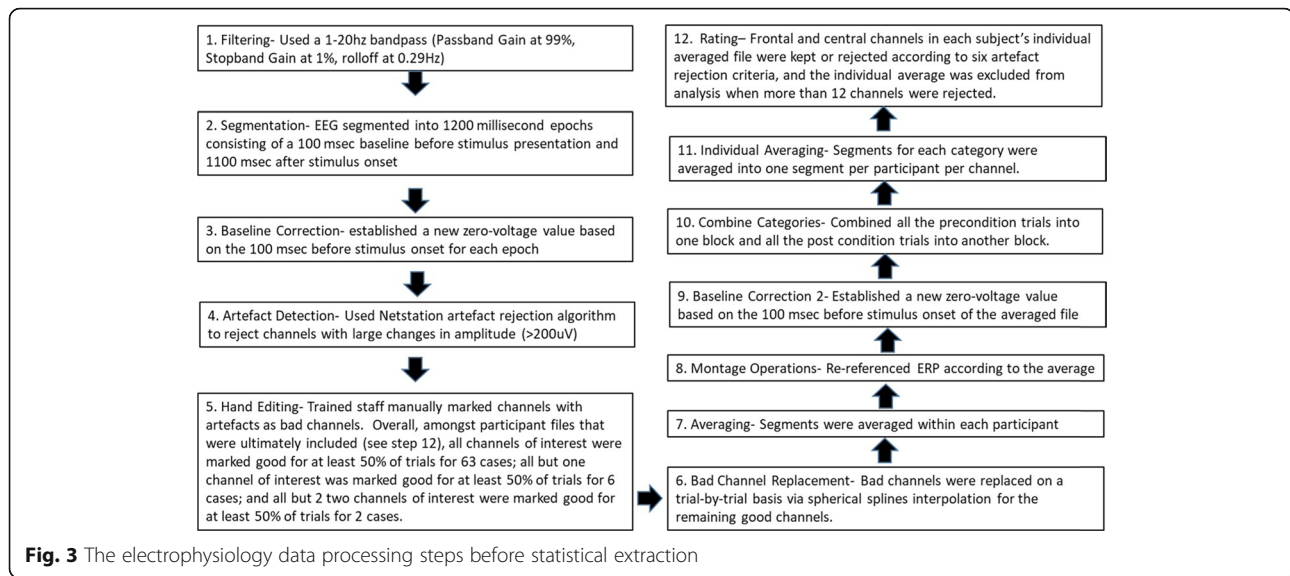 1. Filtering- Used a 1-20hz bandpass (Passband Gain at 99%,
Stopband Gain at 1%, rolloff at 0.29Hz)
2. Segmentation- EEG segmented into 1200 millisecond epochs
consisting of a 100 msec baseline before stimulus presentation and
1100 msec after stimulus onset
3. Baseline Correction- established a new zero-voltage value based
on the 100 msec before stimulus onset for each epoch
4. Artefact Detection- Used Netstation artefact rejection algorithm
to reject channels with large changes in amplitude (>200uV)
5. Hand Editing- Trained staff manually marked channels with
artefacts as bad channels. Overall, amongst participant files that
were ultimately included (see step 12), all channels of interest were
marked good for at least 50% of trials for 63 cases; all but one
channel of interest was marked good for at least 50% of trials for 6
cases; and all but 2 two channels of interest were marked good for
at least 50% of trials for 2 cases.
6. Bad Channel Replacement- Bad channels were replaced on a
trial-by-trial basis via spherical splines interpolation for the
remaining good channels.
7. Averaging- Segments were averaged within each participant
8. Montage Operations- Re-referenced ERP according to the average
9. Baseline Correction 2- Established a new zero-voltage value
based on the 100 msec before stimulus onset of the averaged file
10. Combine Categories- Combined all the precondition trials into
one block and all the post condition trials into another block.
11. Individual Averaging- Segments for each category were
averaged into one segment per participant per channel.
12. Rating– Frontal and central channels in each subject's individual
averaged file were kept or rejected according to six artefact
rejection criteria, and the individual average was excluded from
analysis when more than 12 channels were rejected.
Fig. 3 The electrophysiology data processing steps before statistical extraction